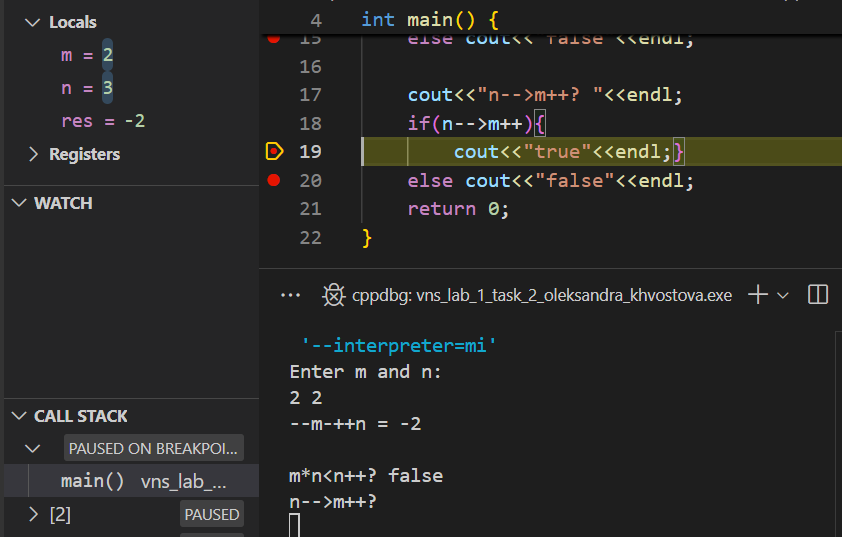 Locals
m = 2
n = 3
res = -2
Registers
WATCH
CALL STACK
PAUSED ON BREAKPOI...
main() vns_lab_...
[2] PAUSED
4 int main() {
15 else cout<<"false"<<endl;
16
17 cout<<"n-->m++? "<<endl;
18 if(n-->m++){
19 cout<<"true"<<endl;}
20 else cout<<"false"<<endl;
21 return 0;
22 }
... cppdbg: vns_lab_1_task_2_oleksandra_khvostova.exe
'--interpreter=mi'
Enter m and n:
2 2
--m-++n = -2
m*n<n++? false
n-->m++?